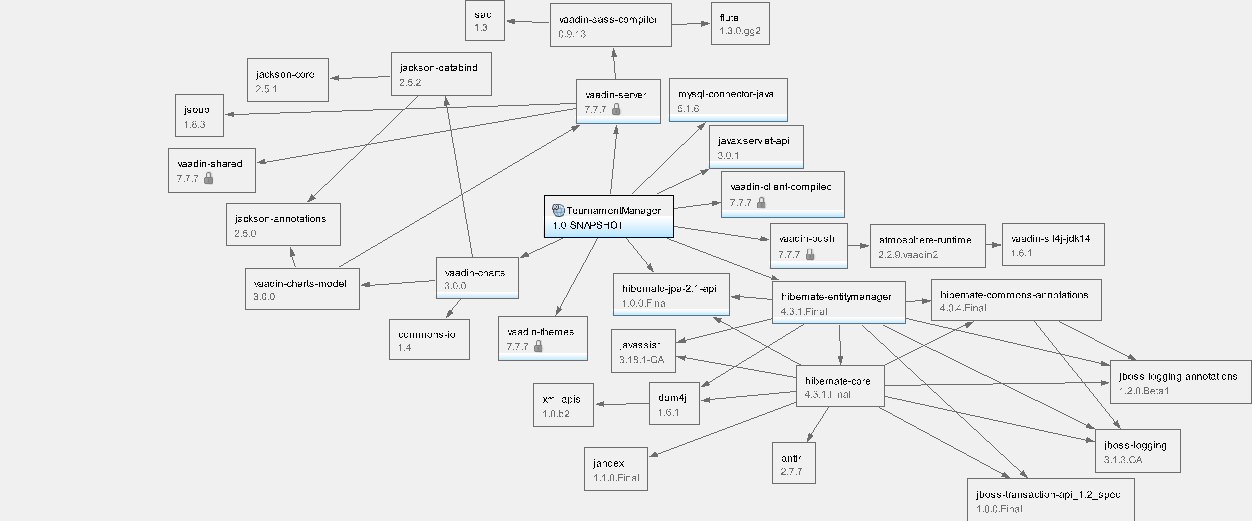 sac
1.3
vaadin-sass-compiler
0.9.13
flute
1.3.0.gg2
jackson-core
2.5.1
jackson-databind
2.5.2
jsoup
1.8.3
vaadin-server
7.7.7
mysql-connector-java
5.1.6
javax.servlet-api
3.0.1
vaadin-shared
7.7.7
vaadin-client-compiled
7.7.7
jackson-annotations
2.5.0
TournamentManager
1.0-SNAPSHOT
vaadin-push
7.7.7
atmosphere-runtime
2.2.9.vaadin2
vaadin-slf4j-jdk14
1.6.1
vaadin-charts-model
3.0.0
vaadin-charts
3.0.0
hibernate-jpa-2.1-api
1.0.0.Final
hibernate-entitymanager
4.3.1.Final
hibernate-commons-annotations
4.0.4.Final
commons-io
1.4
vaadin-themes
7.7.7
javassist
3.18.1-GA
hibernate-core
4.3.1.Final
jboss-logging-annotations
1.2.0.Beta1
xml-apis
1.0.b2
dom4j
1.6.1
jandex
1.1.0.Final
antlr
2.7.7
jboss-logging
3.1.3.GA
jboss-transaction-api_1.2_spec
1.0.0.Final